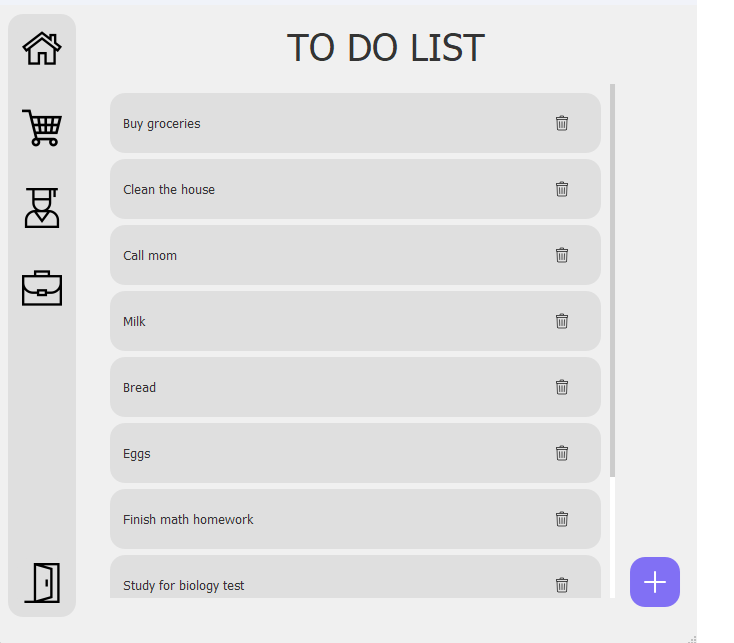 TO DO LIST
Buy groceries
Clean the house
Call mom
Milk
Bread
Eggs
Finish math homework
Study for biology test